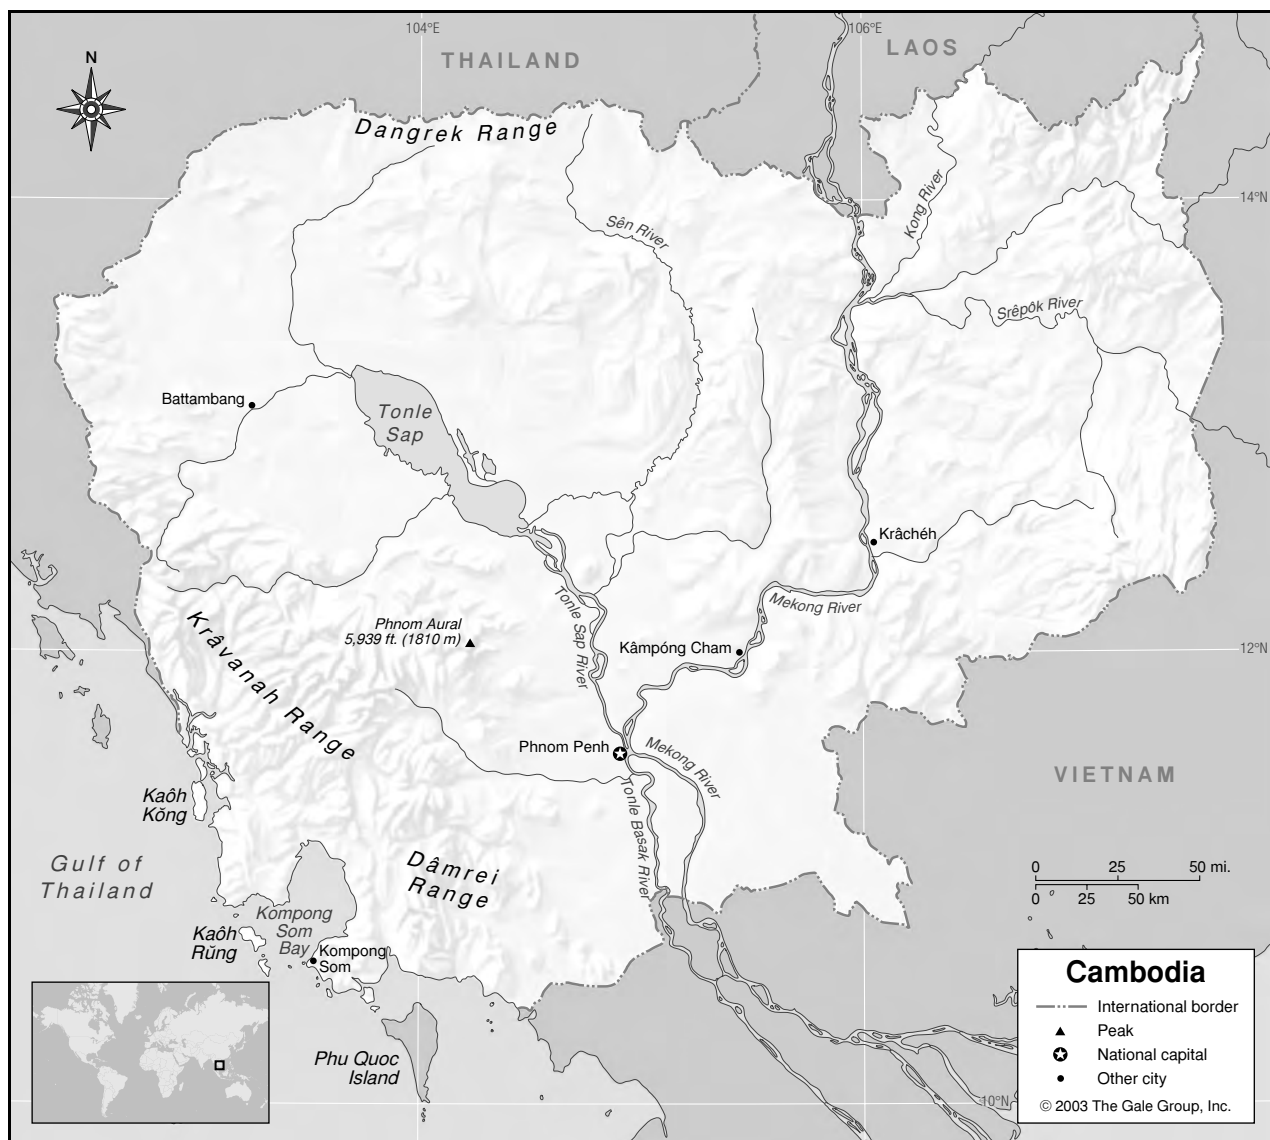 104°E
106°E
N
THAILAND
LAOS
Dangrek Range
14°N
Kong River
Sên River
Srêpôk River
Battambang
Tonle
Sap
Krâchéh
Mekong River
Tonle Sap River
Phnom Aural
5,939 ft. (1810 m)
Kâmpóng Cham
12°N
Krâvanah Range
Phnom Penh
Mekong River
VIETNAM
Kaôh
Kŏng
Tonle Basak River
Gulf of
Thailand
Dâmrei
Range
0 25 50 mi.
0 25 50 km
Kompong
Som
Bay
Kaôh
Rŭng
Kompong
Som
Phu Quoc
Island
10°N
Cambodia
International border
Peak
National capital
Other city
© 2003 The Gale Group, Inc.